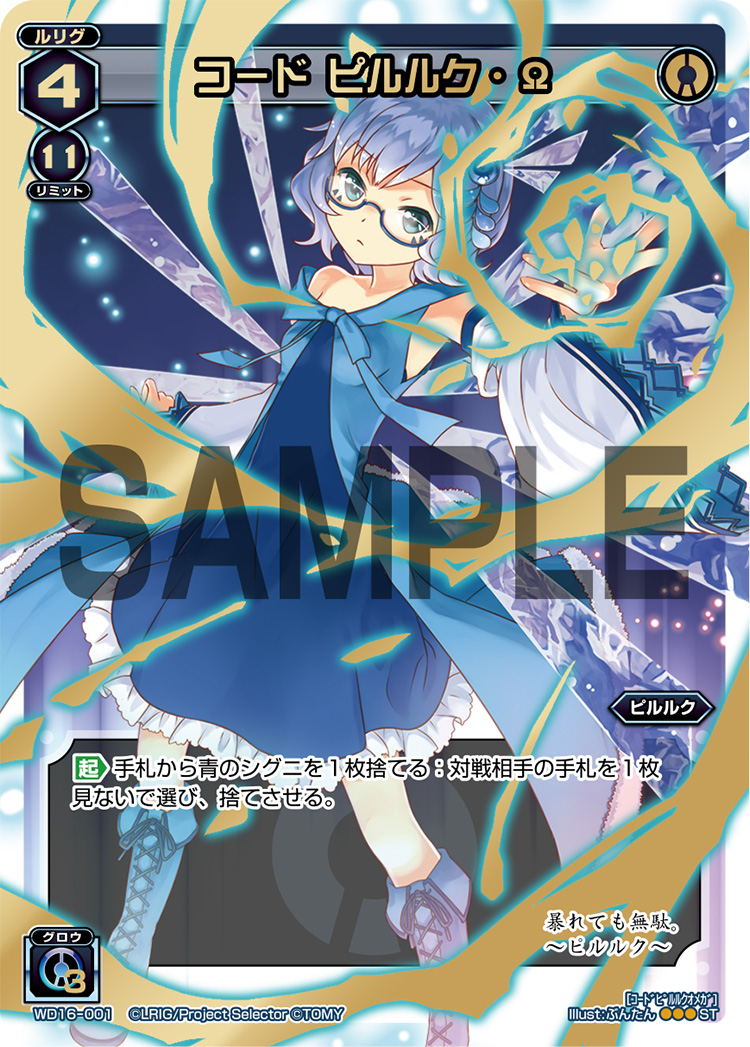 ルリグ
4
コード ピルルク・Ω
11
リミット
SAMPLE
ピルルク
起 手札から青のシグニを1枚捨てる：対戦相手の手札を1枚
見ないで選び、捨てさせる。
暴れても無駄。
～ピルルク～
グロウ
3
[コードピルルクオメガ]
WD16-001 ©LRIG/Project Selector ©TOMY Illust:ぶんたん ST